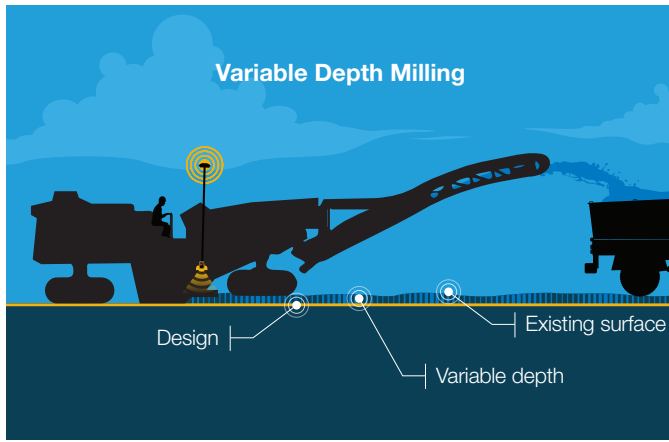 Variable Depth Milling
Design
Existing surface
Variable depth